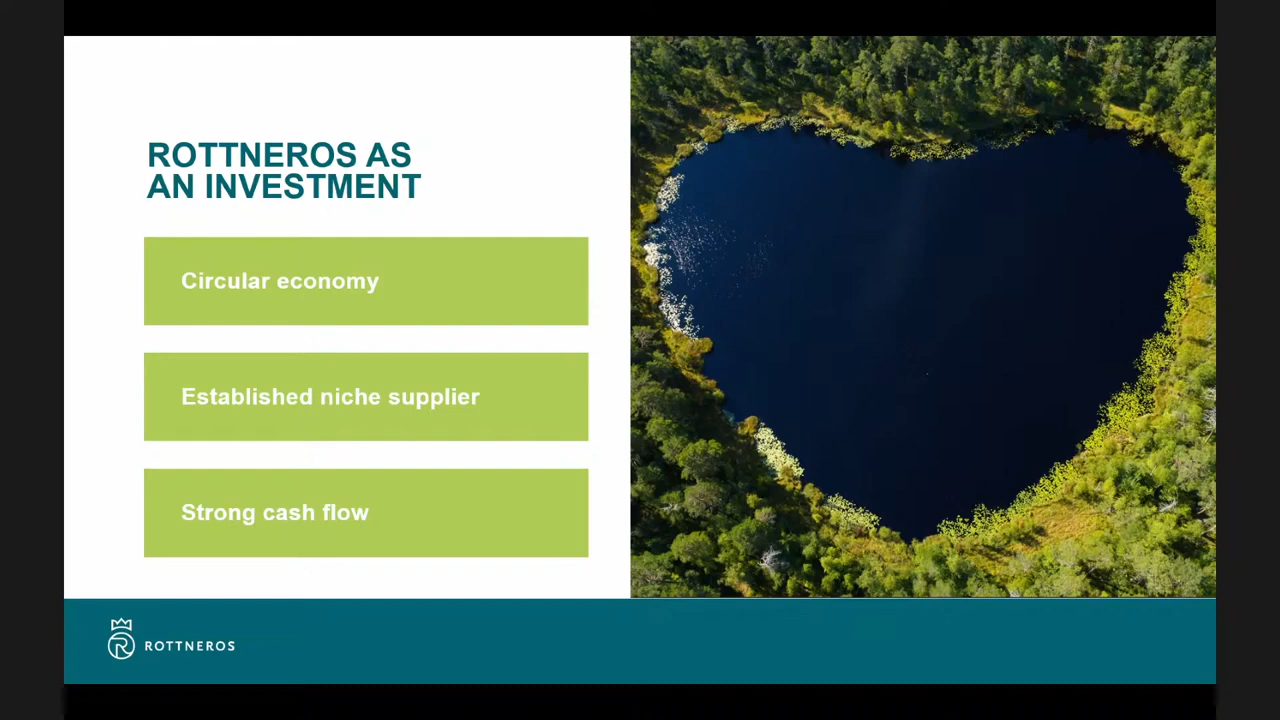 ROTTNEROS AS
AN INVESTMENT
Circular economy
Established niche supplier
Strong cash flow
ROTTNEROS